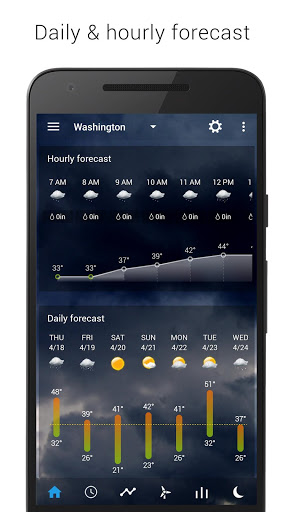 Daily & hourly forecast
Washington
Hourly forecast
7 AM 8 AM 9 AM 10 AM 11 AM 12 PM
0in 0in 0in 0in 0in 0in
33° 33° 37° 39° 42° 44°
Daily forecast
THU FRI SAT SUN MON TUE WED
4/18 4/19 4/20 4/21 4/22 4/23 4/24
48° 39° 41° 42° 41° 51° 37°
32° 26° 21° 22° 23° 32° 26°